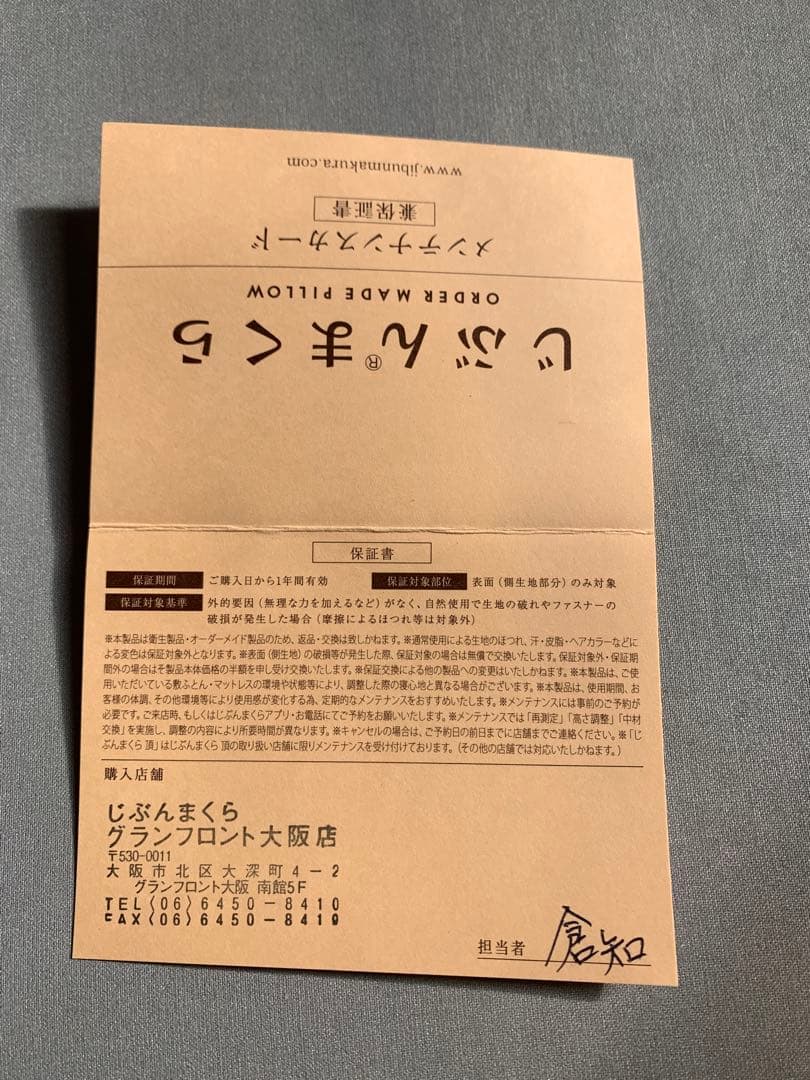 www.jibunmakura.com
兼保証書
メンテナンスカード
ORDER MADE PILLOW
じぶんまくら®
保証書
保証期間 ご購入日から1年間有効 保証対象部位 表面(側生地部分)のみ対象
保証対象基準 外的要因(無理な力を加えるなど)がなく、自然使用で生地の破れやファスナーの
破損が発生した場合(摩擦によるほつれ等は対象外)
※本製品は衛生製品・オーダーメイド製品のため、返品・交換は致しかねます。※通常使用による生地のほつれ、汗・皮脂・ヘアカラーなどに
よる変色は保証対象外となります。※表面(側生地)の破損等が発生した際、保証対象の場合は無償で交換いたします。保証対象外・保証期
間外の場合はそ製品本体価格の半額を申し受け交換いたします。※保証交換による他の製品への変更はいたしかねます。※本製品は、ご使
用いただいている敷ふとん・マットレスの環境や状態等により、調整した際の寝心地と異なる場合がございます。※本製品は、使用期間、お
客様の体調、その他環境等により使用感が変化する為、定期的なメンテナンスをおすすめいたします。※メンテナンスには事前のご予約が
必要です。ご来店時、もしくはじぶんまくらアプリ・お電話にてご予約をお願いいたします。※メンテナンスでは「再測定」「高さ調整」「中材
交換」を実施し、調整の内容により所要時間が異なります。※キャンセルの場合は、ご予約日の前日までに店舗までご連絡ください。※「じ
ぶんまくら 頂」はじぶんまくら 頂の取り扱い店舗に限りメンテナンスを受け付けております。(その他の店舗では対応いたしかねます。)
購入店舗
じぶんまくら
グランフロント大阪店
〒530-0011
大阪市北区大深町4-2
グランフロント大阪 南館5F
TEL(06)6450-8410
FAX(06)6450-8419
担当者 倉知